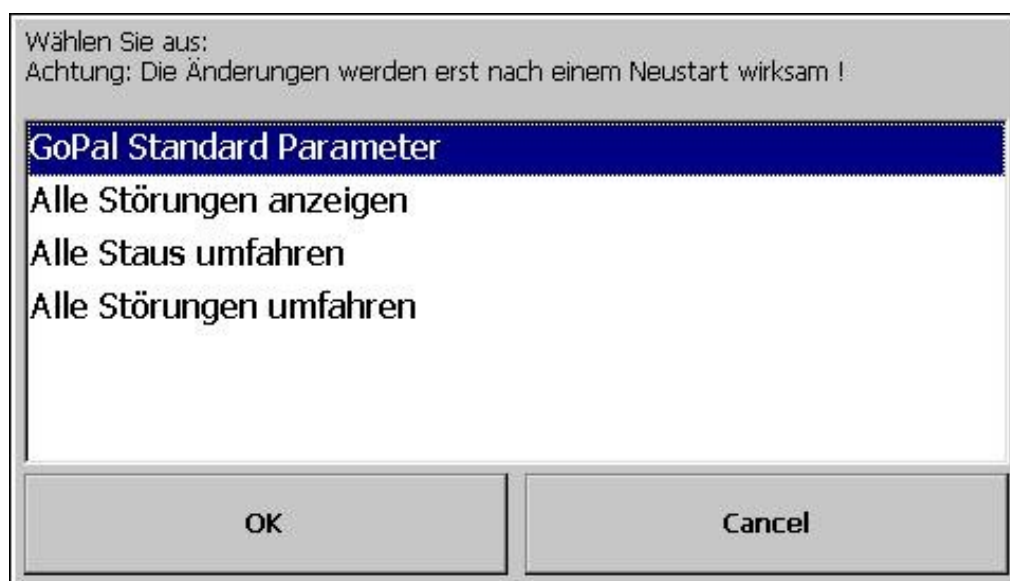 Wählen Sie aus:
Achtung: Die Änderungen werden erst nach einem Neustart wirksam !
GoPal Standard Parameter
Alle Störungen anzeigen
Alle Staus umfahren
Alle Störungen umfahren
OK
Cancel